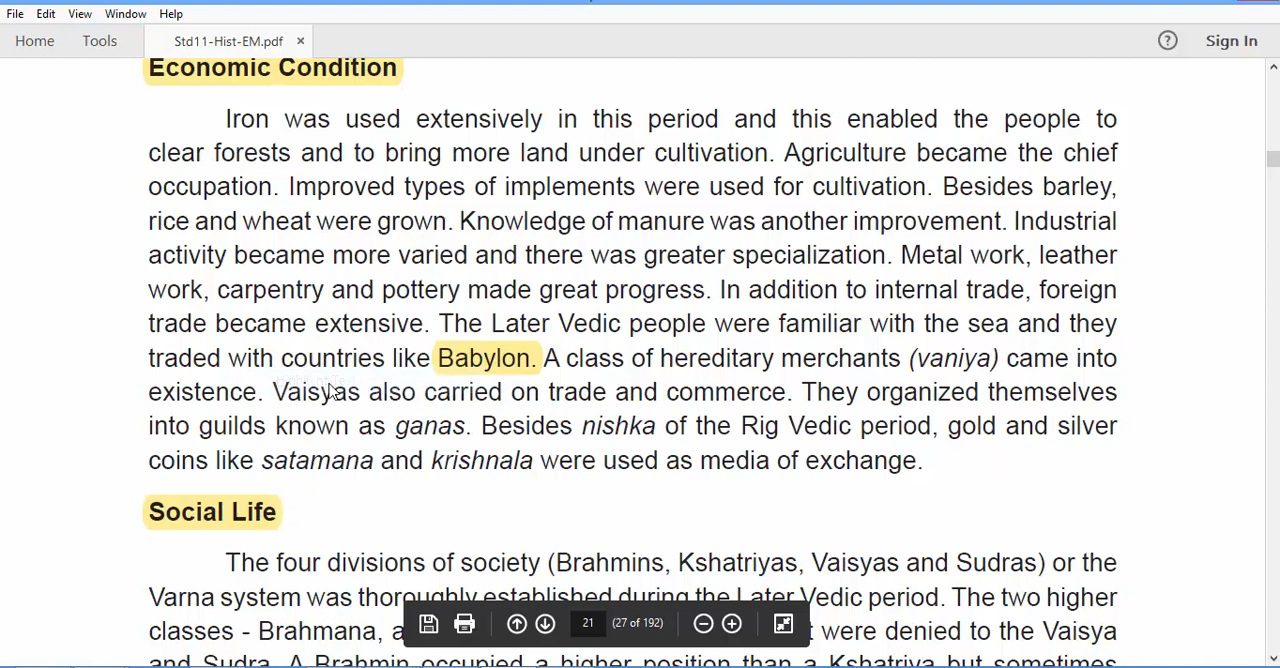 File Edit View Window Help
Home Tools Std11-Hist-EM.pdf × ? Sign In
Economic Condition
Iron was used extensively in this period and this enabled the people to
clear forests and to bring more land under cultivation. Agriculture became the chief
occupation. Improved types of implements were used for cultivation. Besides barley,
rice and wheat were grown. Knowledge of manure was another improvement. Industrial
activity became more varied and there was greater specialization. Metal work, leather
work, carpentry and pottery made great progress. In addition to internal trade, foreign
trade became extensive. The Later Vedic people were familiar with the sea and they
traded with countries like Babylon. A class of hereditary merchants (vaniya) came into
existence. Vaisyas also carried on trade and commerce. They organized themselves
into guilds known as ganas. Besides nishka of the Rig Vedic period, gold and silver
coins like satamana and krishnala were used as media of exchange.
Social Life
The four divisions of society (Brahmins, Kshatriyas, Vaisyas and Sudras) or the
Varna system was thoroughly established during the Later Vedic period. The two higher
classes - Brahmana, a t were denied to the Vaisya
and Sudra. A Brahmin occupied a higher position than a Kshatriya but sometimes
21 (27 of 192)